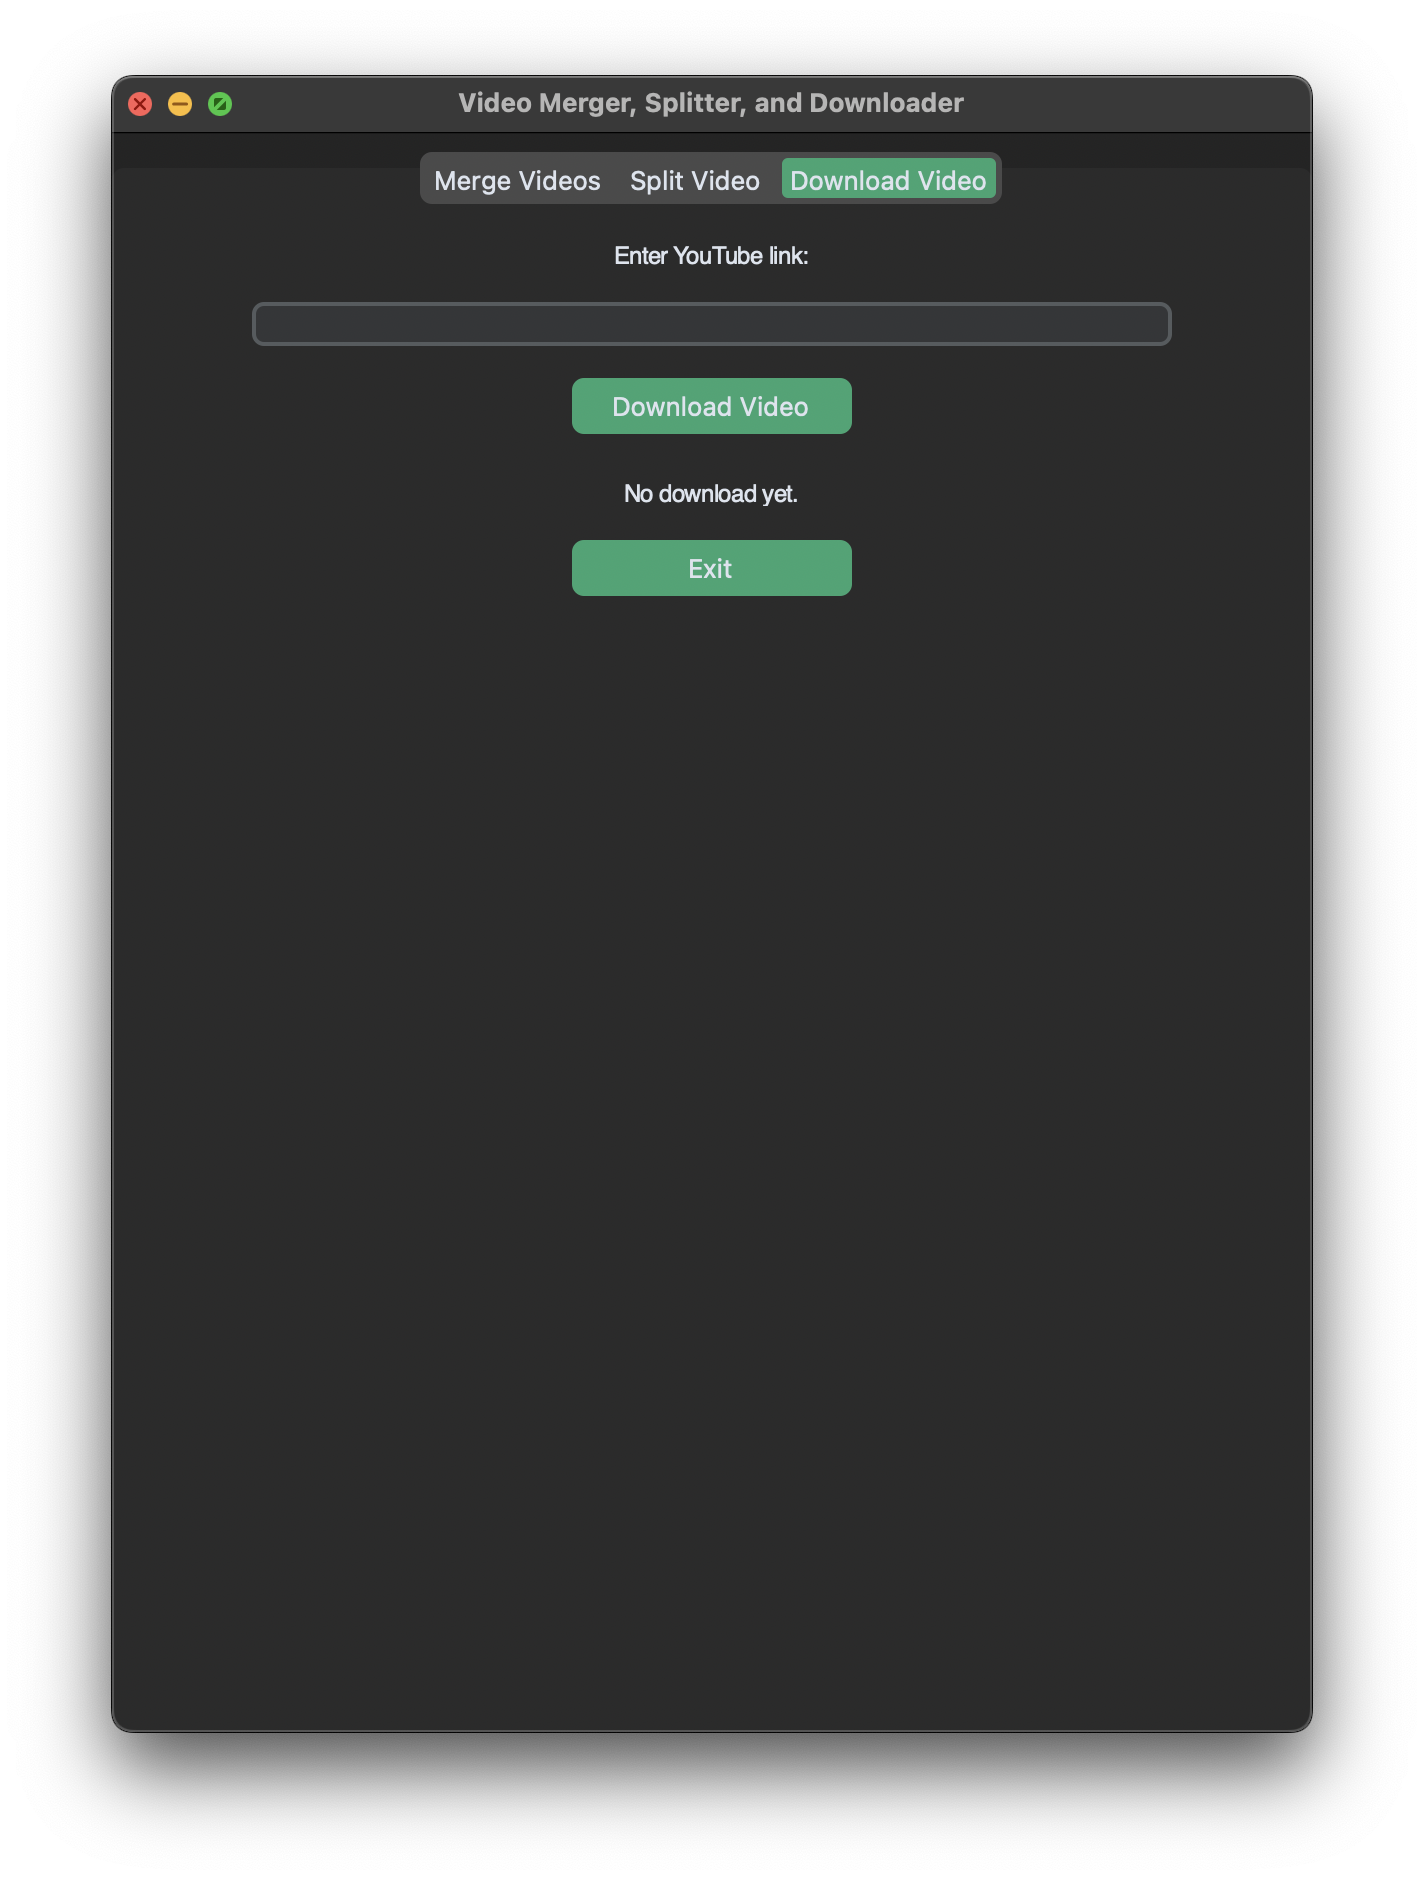 Video Merger, Splitter, and Downloader
Merge Videos Split Video Download Video
Enter YouTube link:
Download Video
No download yet.
Exit